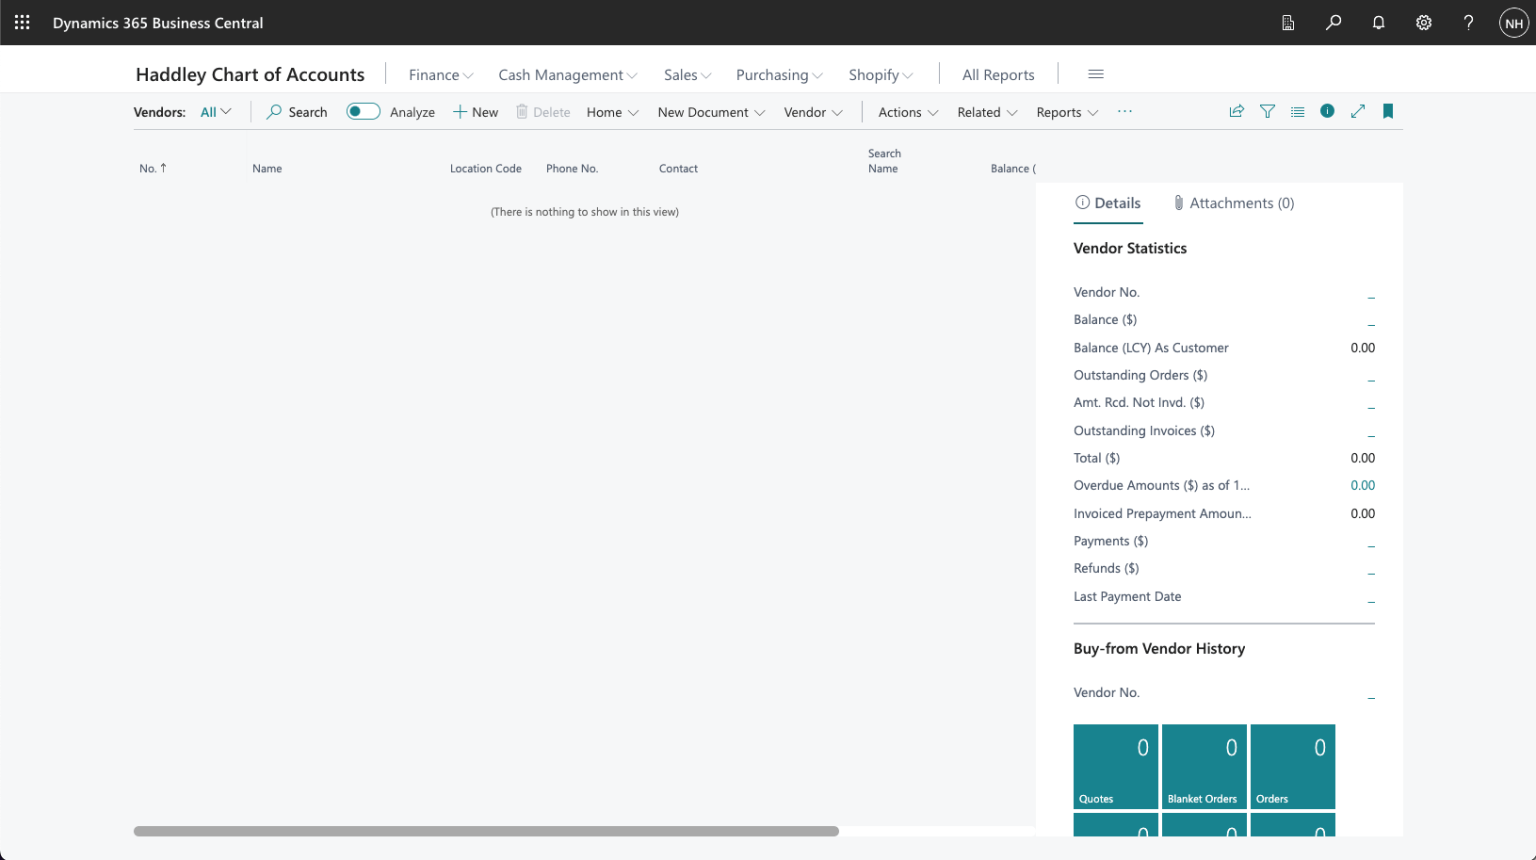 Dynamics 365 Business Central
NH
Haddley Chart of Accounts
Finance
Cash Management
Sales
Purchasing
Shopify
All Reports
Vendors:
All
Search
Analyze
New
Delete
Home
New Document
Vendor
Actions
Related
Reports
No. ↑
Name
Location Code
Phone No.
Contact
Search
Name
Balance (
(There is nothing to show in this view)
Details
Attachments (0)
Vendor Statistics
Vendor No. _
Balance ($) _
Balance (LCY) As Customer 0.00
Outstanding Orders ($) _
Amt. Rcd. Not Invd. ($) _
Outstanding Invoices ($) _
Total ($) 0.00
Overdue Amounts ($) as of 1... 0.00
Invoiced Prepayment Amoun... 0.00
Payments ($) _
Refunds ($) _
Last Payment Date _
Buy-from Vendor History
Vendor No. _
0
Quotes
0
Blanket Orders
0
Orders
0
0
0